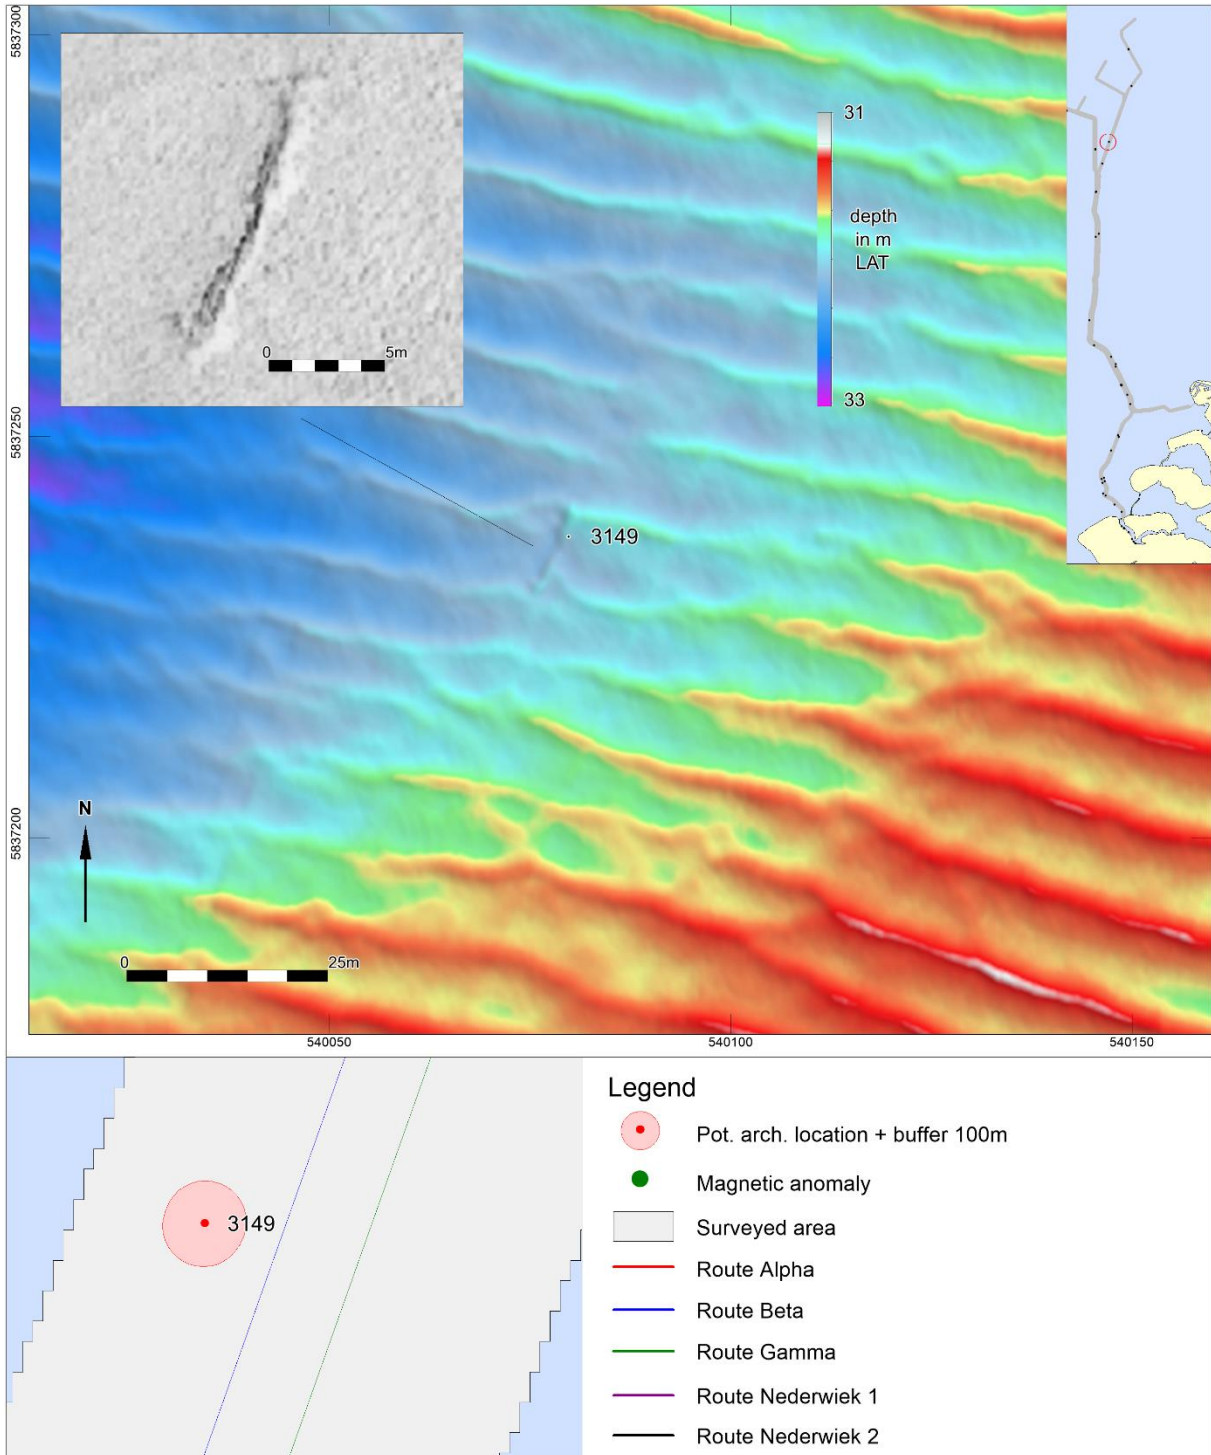 5837300
31
depth
in m
LAT
33
0 5m
5837250
3149
5837200
N
0 25m
540050 540100 540150
3149
Legend
Pot. arch. location + buffer 100m
Magnetic anomaly
Surveyed area
Route Alpha
Route Beta
Route Gamma
Route Nederwiek 1
Route Nederwiek 2